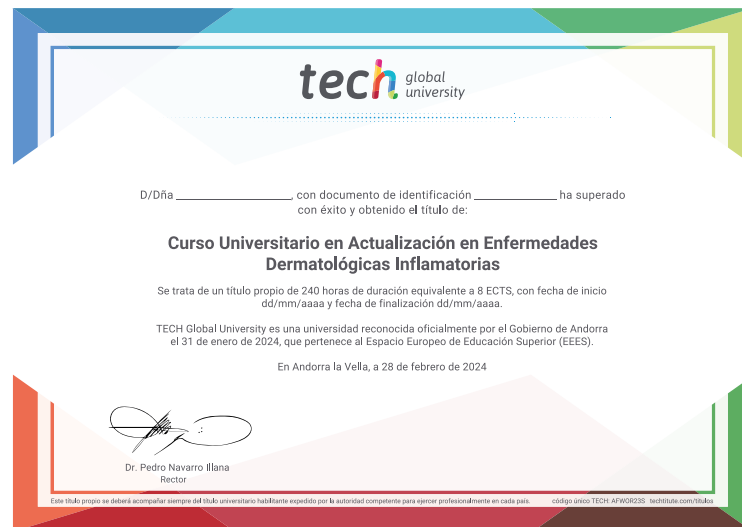 tech global university
D/Dña ____________________, con documento de identificación ______________ ha superado
con éxito y obtenido el título de:
Curso Universitario en Actualización en Enfermedades
Dermatológicas Inflamatorias
Se trata de un título propio de 240 horas de duración equivalente a 8 ECTS, con fecha de inicio
dd/mm/aaaa y fecha de finalización dd/mm/aaaa.
TECH Global University es una universidad reconocida oficialmente por el Gobierno de Andorra
el 31 de enero de 2024, que pertenece al Espacio Europeo de Educación Superior (EEES).
En Andorra la Vella, a 28 de febrero de 2024
Dr. Pedro Navarro Illana
Rector
Este título propio se deberá acompañar siempre del título universitario habilitante expedido por la autoridad competente para ejercer profesionalmente en cada país. código único TECH: AFWOR23S techtitute.com/titulos